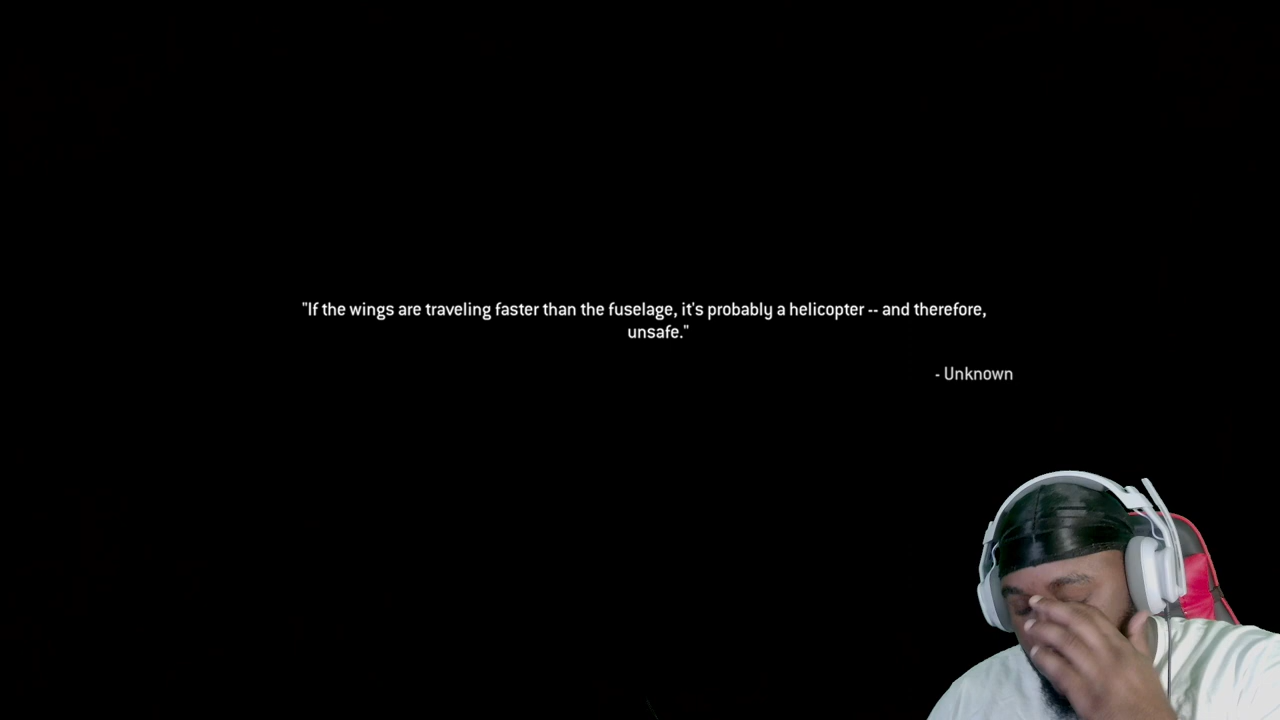 "If the wings are traveling faster than the fuselage, it's probably a helicopter -- and therefore,
unsafe."
- Unknown